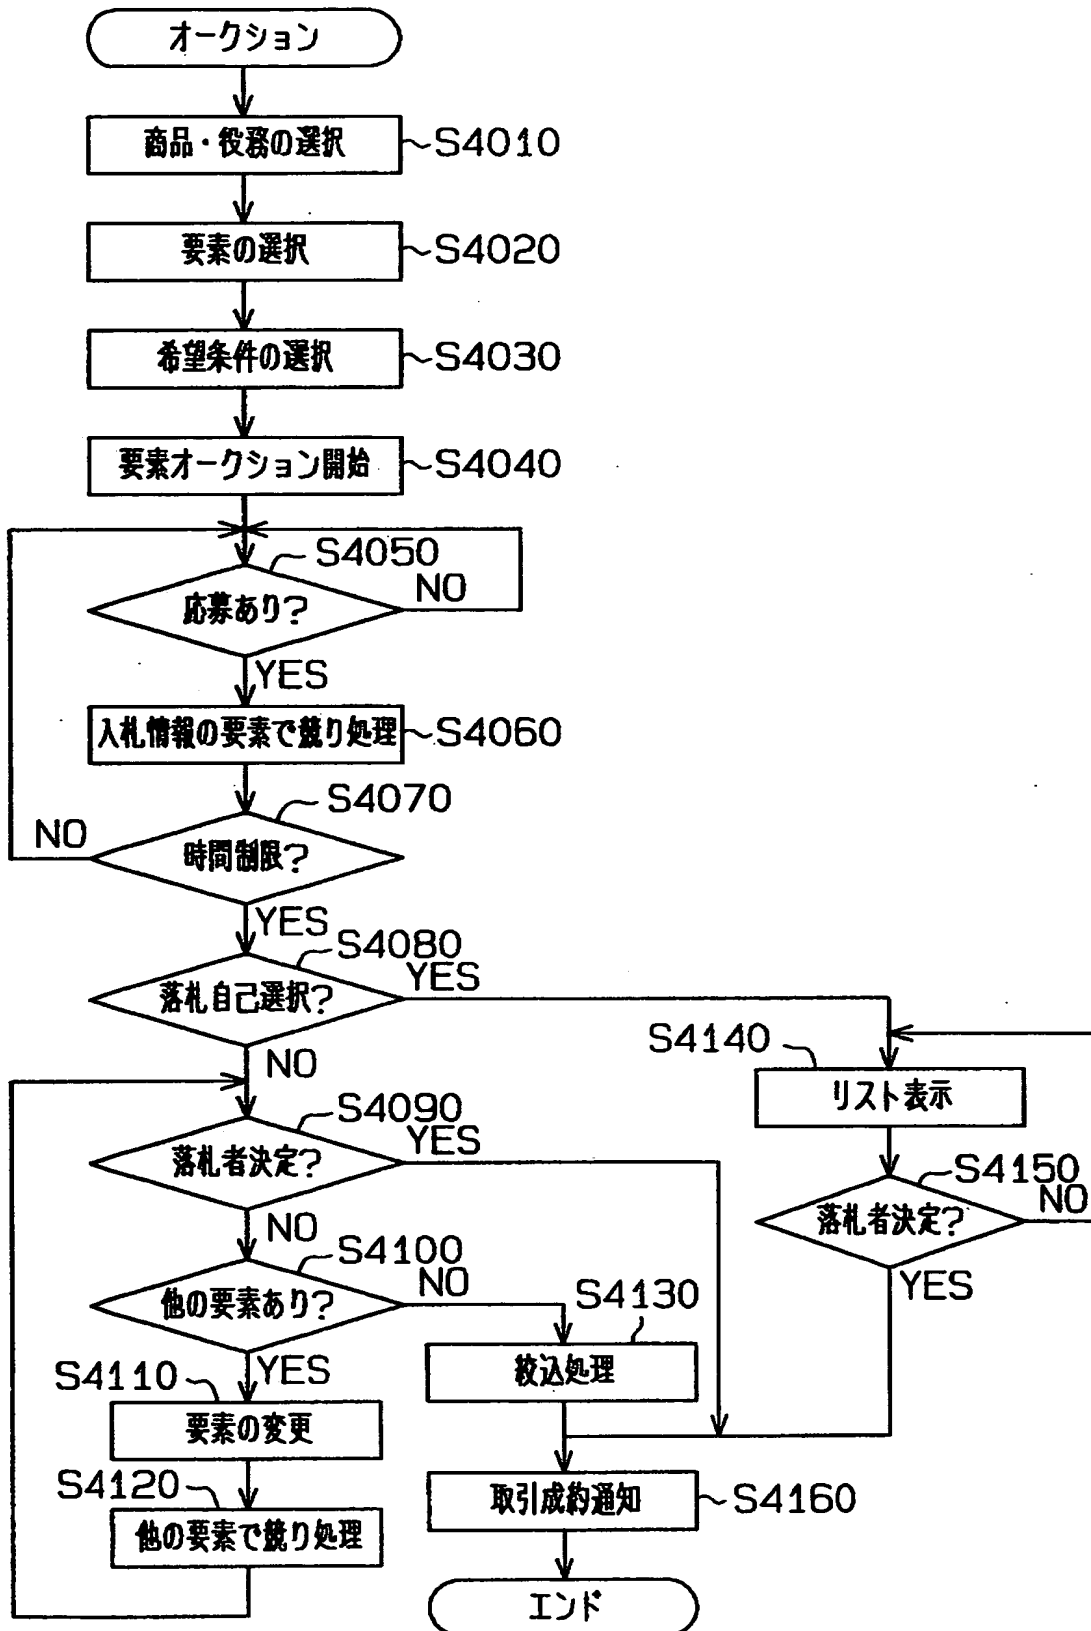 オークション
商品・役務の選択
S4010
要素の選択
S4020
希望条件の選択
S4030
要素オークション開始
S4040
S4050
応募あり?
NO
YES
入札情報の要素で競り処理
S4060
S4070
時間制限?
NO
YES
S4080
落札自己選択?
YES
NO
S4090
落札者決定?
YES
NO
S4100
他の要素あり?
NO
YES
S4110
要素の変更
S4120
他の要素で競り処理
S4130
絞込処理
S4140
リスト表示
S4150
落札者決定?
NO
YES
取引成約通知
S4160
エンド